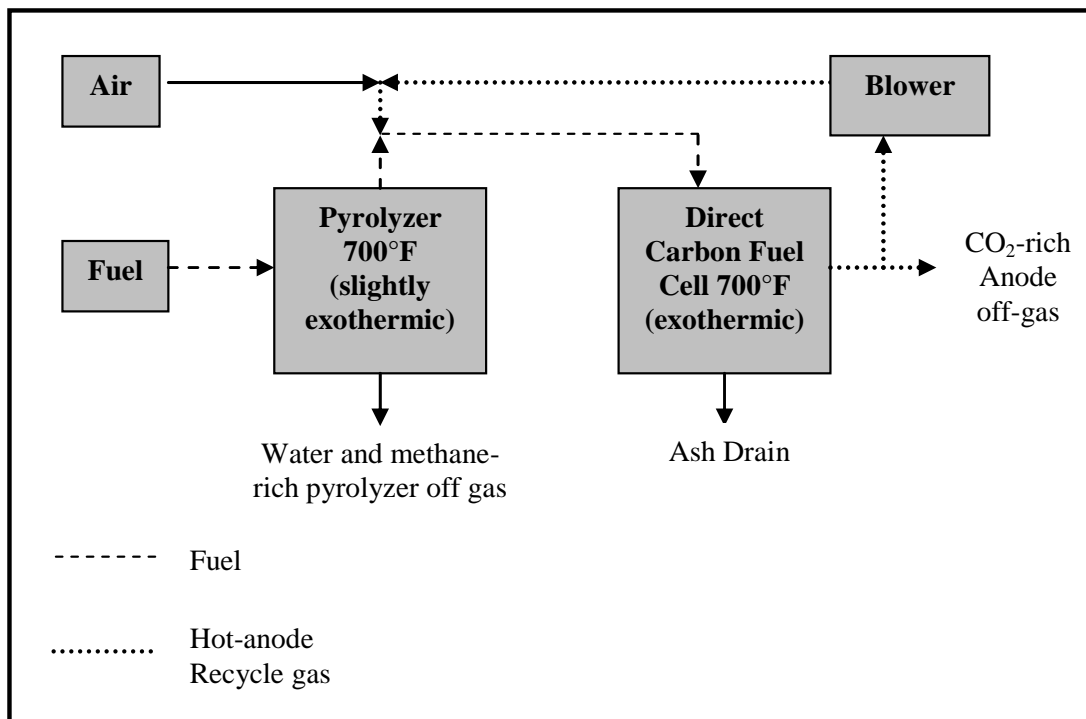 Air
Blower
Pyrolyzer
700°F
(slightly
exothermic)
Direct
Carbon Fuel
Cell 700°F
(exothermic)
Fuel
CO₂-rich
Anode
off-gas
Water and methane-
rich pyrolyzer off gas
Ash Drain
Fuel
Hot-anode
Recycle gas